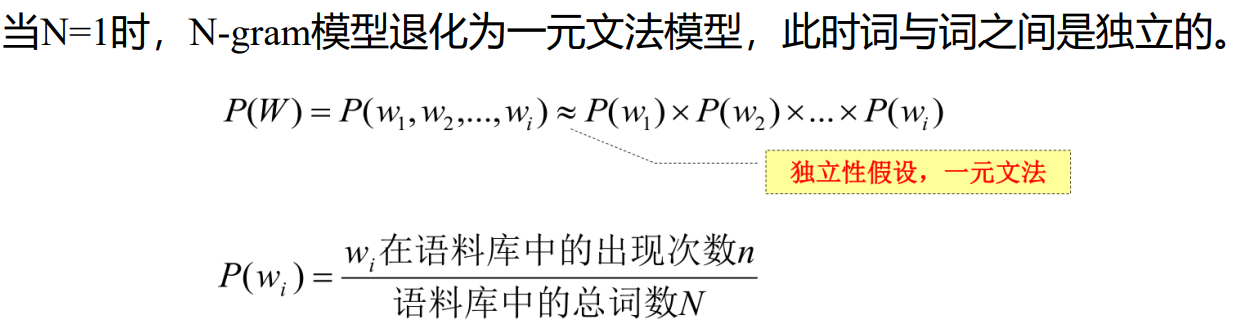 当N=1时，N-gram模型退化为一元文法模型，此时词与词之间是独立的。
P(W) = P(w₁,w₂,...,wᵢ) ≈ P(w₁)×P(w₂)×...×P(wᵢ)
独立性假设，一元文法
P(wᵢ) = wᵢ在语料库中的出现次数n
语料库中的总词数N